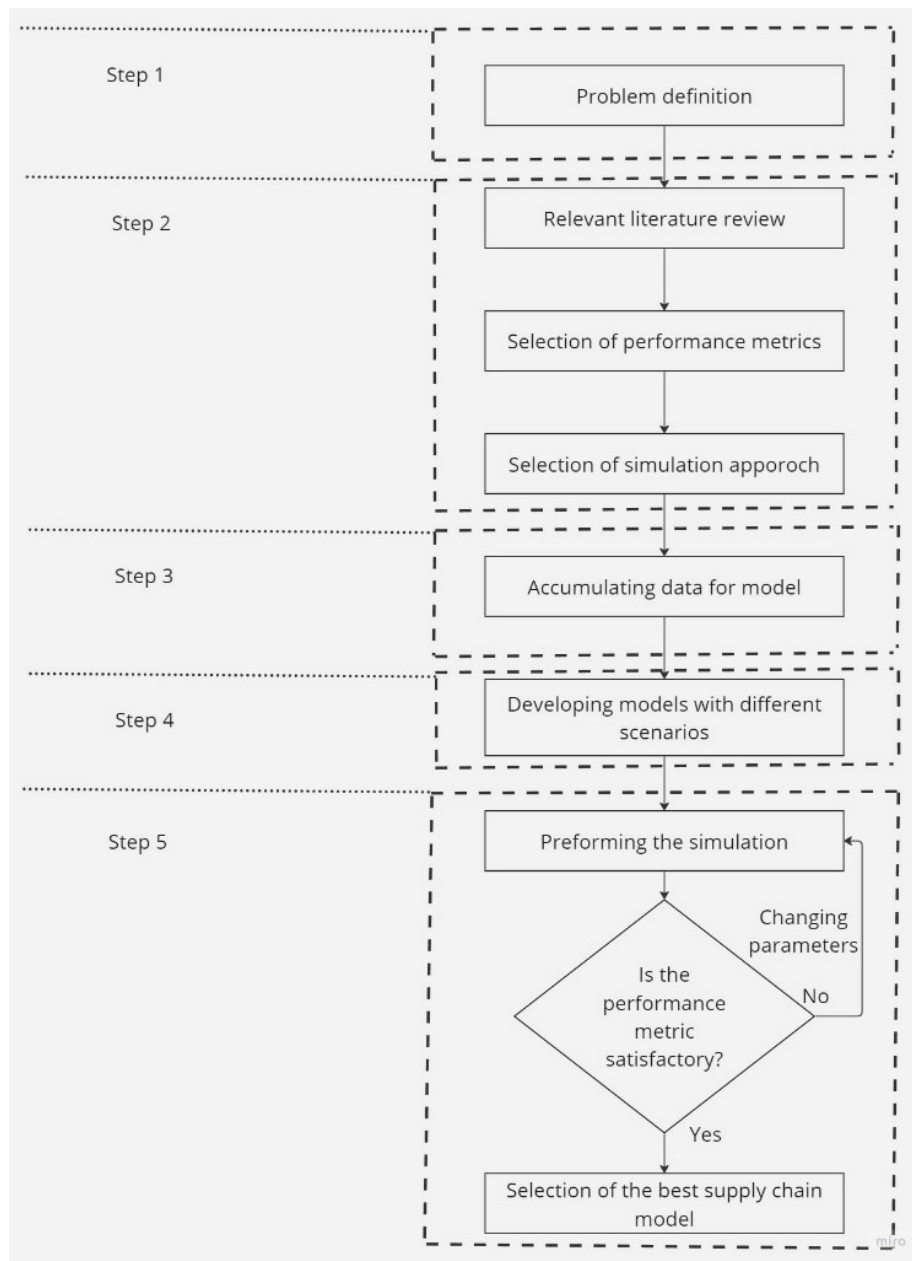 Step 1
Problem definition
Step 2
Relevant literature review
Selection of performance metrics
Selection of simulation apporoch
Step 3
Accumulating data for model
Step 4
Developing models with different
scenarios
Step 5
Preforming the simulation
Changing
parameters
Is the
performance
metric
satisfactory?
No
Yes
Selection of the best supply chain
model
miro